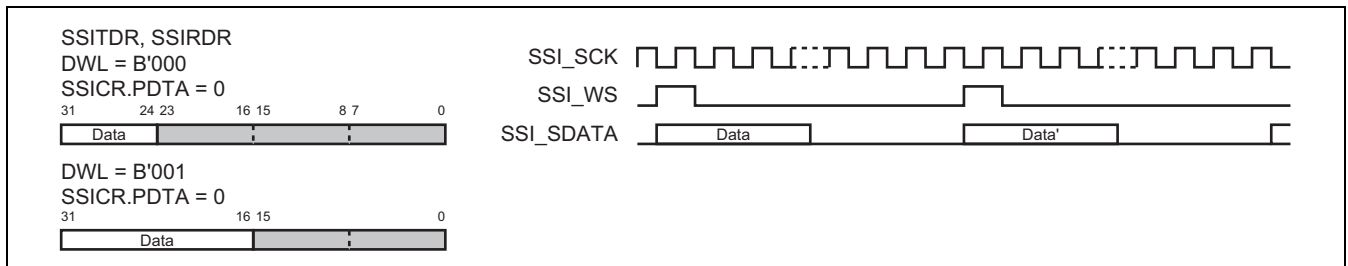 SSITDR, SSIRDR
DWL = B'000
SSICR.PDTA = 0
31 24 23 16 15 8 7 0
Data
DWL = B'001
SSICR.PDTA = 0
31 16 15 0
Data
SSI_SCK
SSI_WS
SSI_SDATA Data Data'